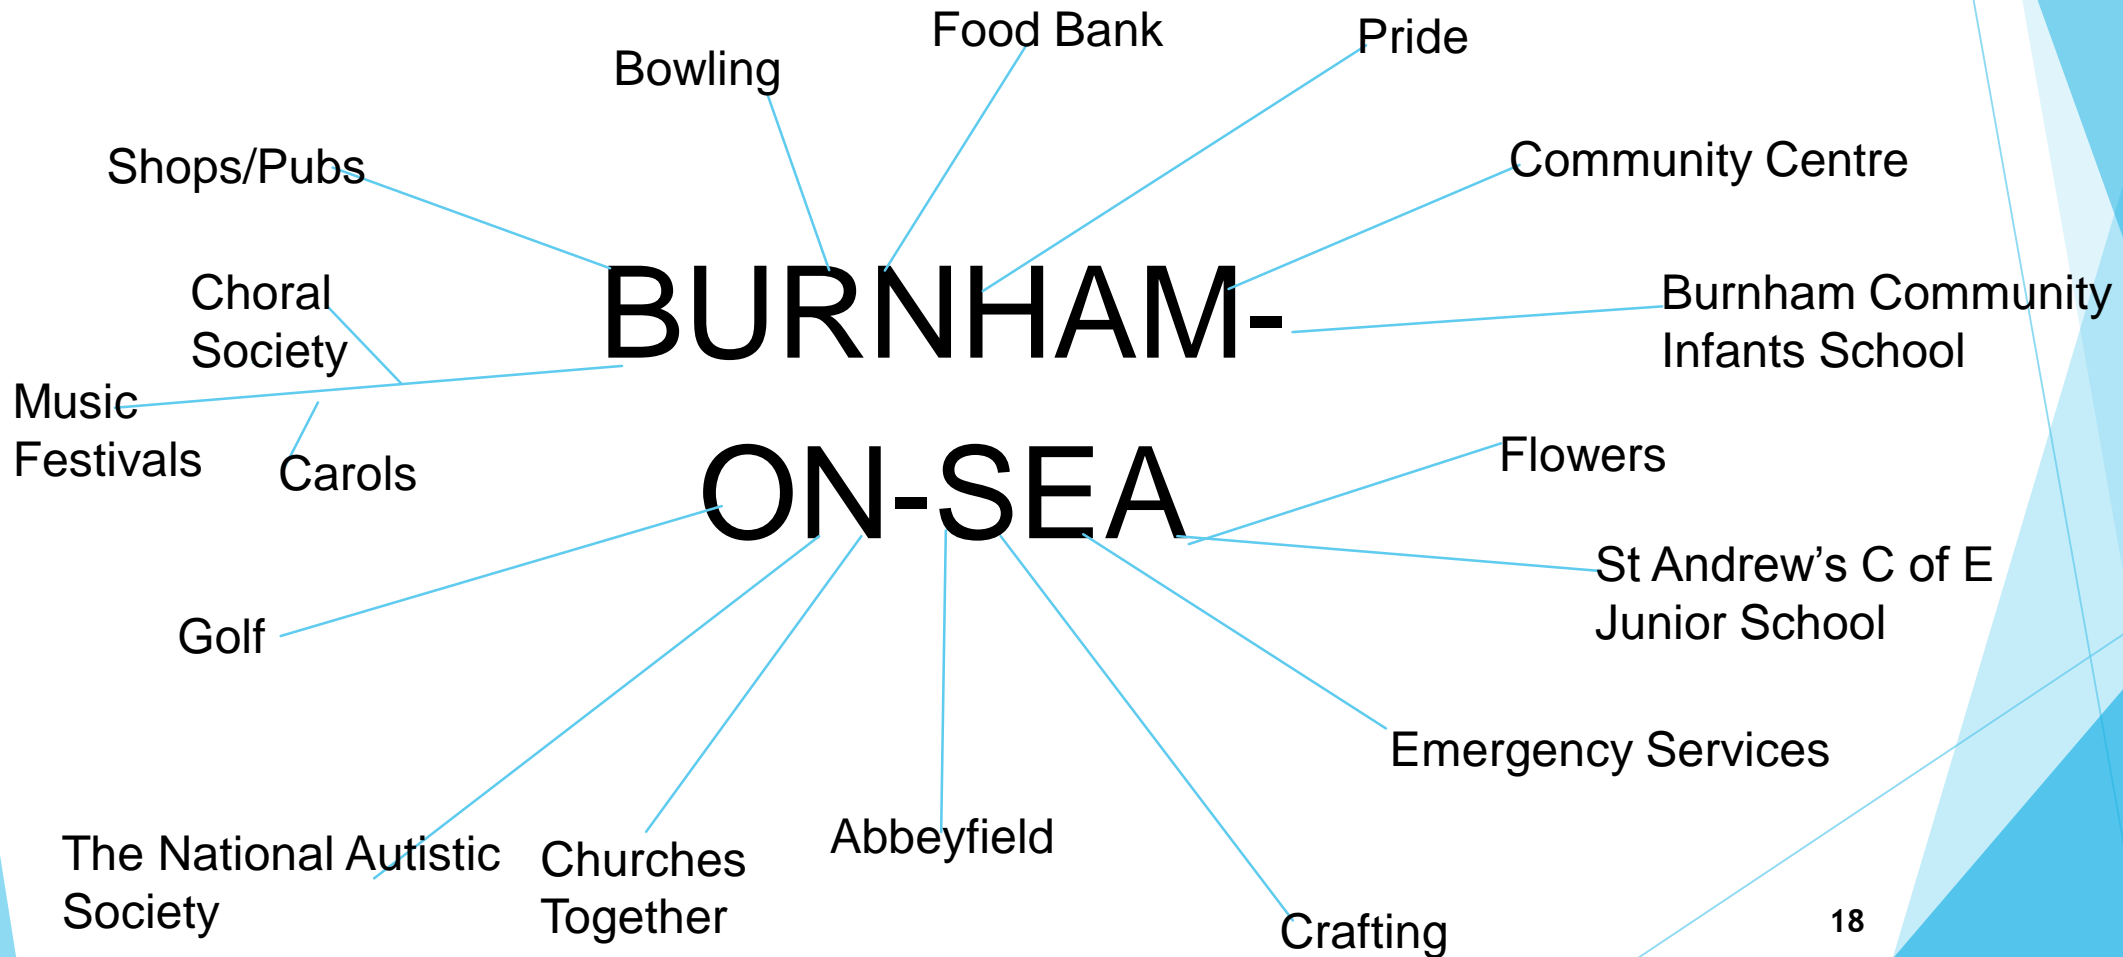 Food Bank
Pride
Bowling
Shops/Pubs
Community Centre
BURNHAM-
ON-SEA
Choral
Society
Burnham Community
Infants School
Music
Festivals
Carols
Flowers
St Andrew’s C of E
Junior School
Golf
Emergency Services
The National Autistic
Society
Churches
Together
Abbeyfield
Crafting
18